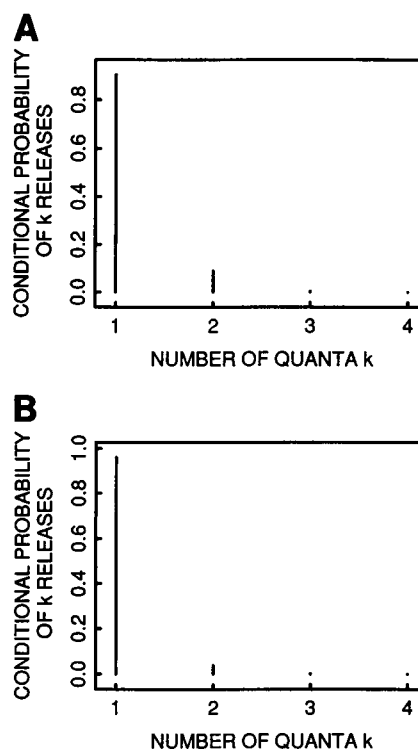 A
CONDITIONAL PROBABILITY
OF k RELEASES
0.8
0.6
0.4
0.2
0.0
1 2 3 4
NUMBER OF QUANTA k
B
CONDITIONAL PROBABILITY
OF k RELEASES
1.0
0.8
0.6
0.4
0.2
0.0
1 2 3 4
NUMBER OF QUANTA k